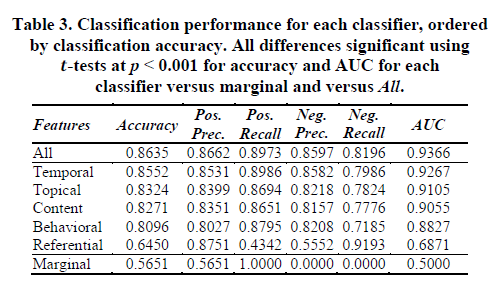 Table 3. Classification performance for each classifier, ordered
by classification accuracy. All differences significant using
t-tests at p < 0.001 for accuracy and AUC for each
classifier versus marginal and versus All.
Features Accuracy Pos. Prec. Pos. Recall Neg. Prec. Neg. Recall AUC
All 0.8635 0.8662 0.8973 0.8597 0.8196 0.9366
Temporal 0.8552 0.8531 0.8986 0.8582 0.7986 0.9267
Topical 0.8324 0.8399 0.8694 0.8218 0.7824 0.9105
Content 0.8271 0.8351 0.8651 0.8157 0.7776 0.9055
Behavioral 0.8096 0.8027 0.8795 0.8208 0.7185 0.8827
Referential 0.6450 0.8751 0.4342 0.5552 0.9193 0.6871
Marginal 0.5651 0.5651 1.0000 0.0000 0.0000 0.5000